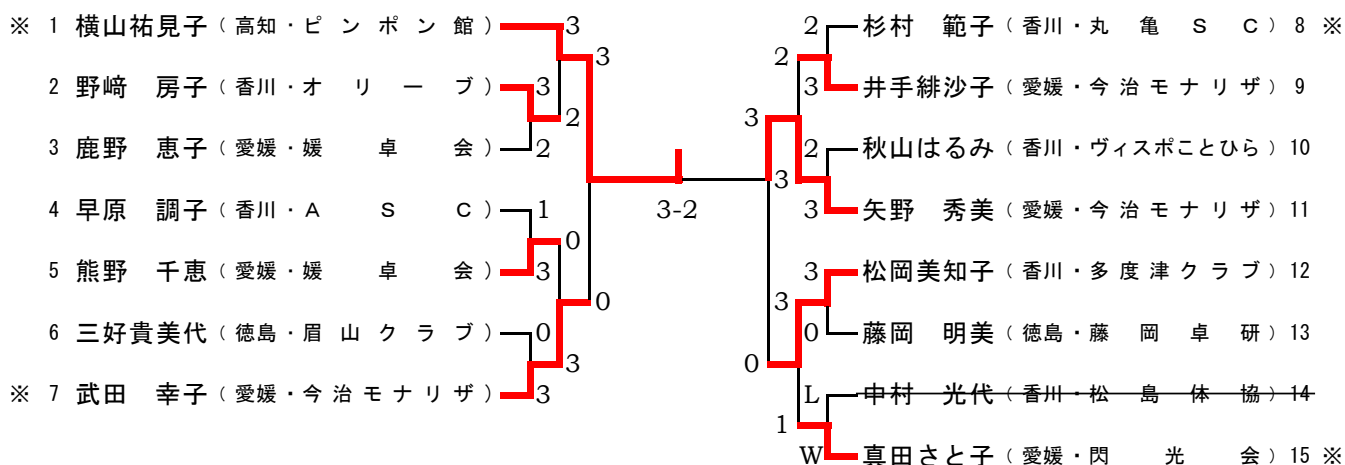 ※ 1 横山祐見子（高知・ピンポン館） 3
3
2 野﨑 房子（香川・オリーブ） 3
2
3 鹿野 恵子（愛媛・媛卓会） 2
4 早原 調子（香川・ASC） 1
0
5 熊野 千恵（愛媛・媛卓会） 3
0
6 三好貴美代（徳島・眉山クラブ） 0
3
※ 7 武田 幸子（愛媛・今治モナリザ） 3
3-2
2 杉村 範子（香川・丸亀SC） 8 ※
2
3 井手緋沙子（愛媛・今治モナリザ） 9
3
2 秋山はるみ（香川・ヴィスポことひら） 10
3
3 矢野 秀美（愛媛・今治モナリザ） 11
3 松岡美知子（香川・多度津クラブ） 12
3
0 藤岡 明美（徳島・藤岡卓研） 13
0
L 中村 光代（香川・松島体協） 14
1
W 真田さと子（愛媛・閃光会） 15 ※